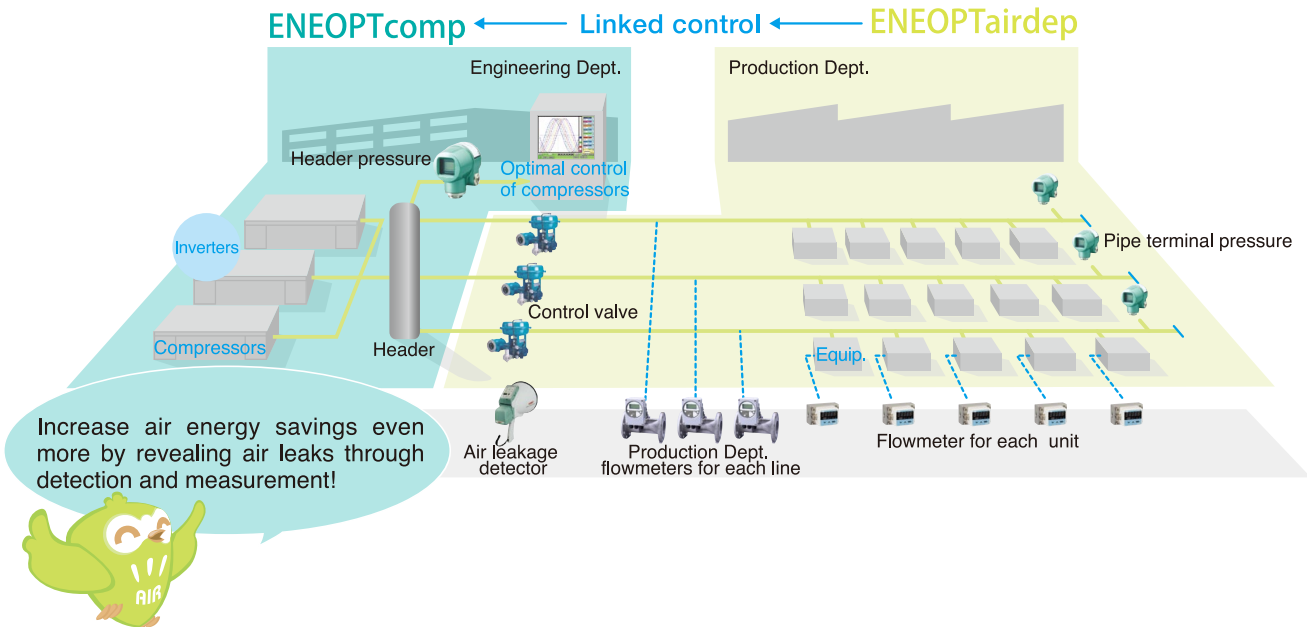 ENEOPTcomp
Linked control
ENEOPTairdep
Engineering Dept.
Production Dept.
Header pressure
Optimal control
of compressors
Inverters
Pipe terminal pressure
Control valve
Compressors
Header
Equip.
Increase air energy savings even
more by revealing air leaks through
detection and measurement!
Air leakage
detector
Production Dept.
flowmeters for each line
Flowmeter for each unit
AIR